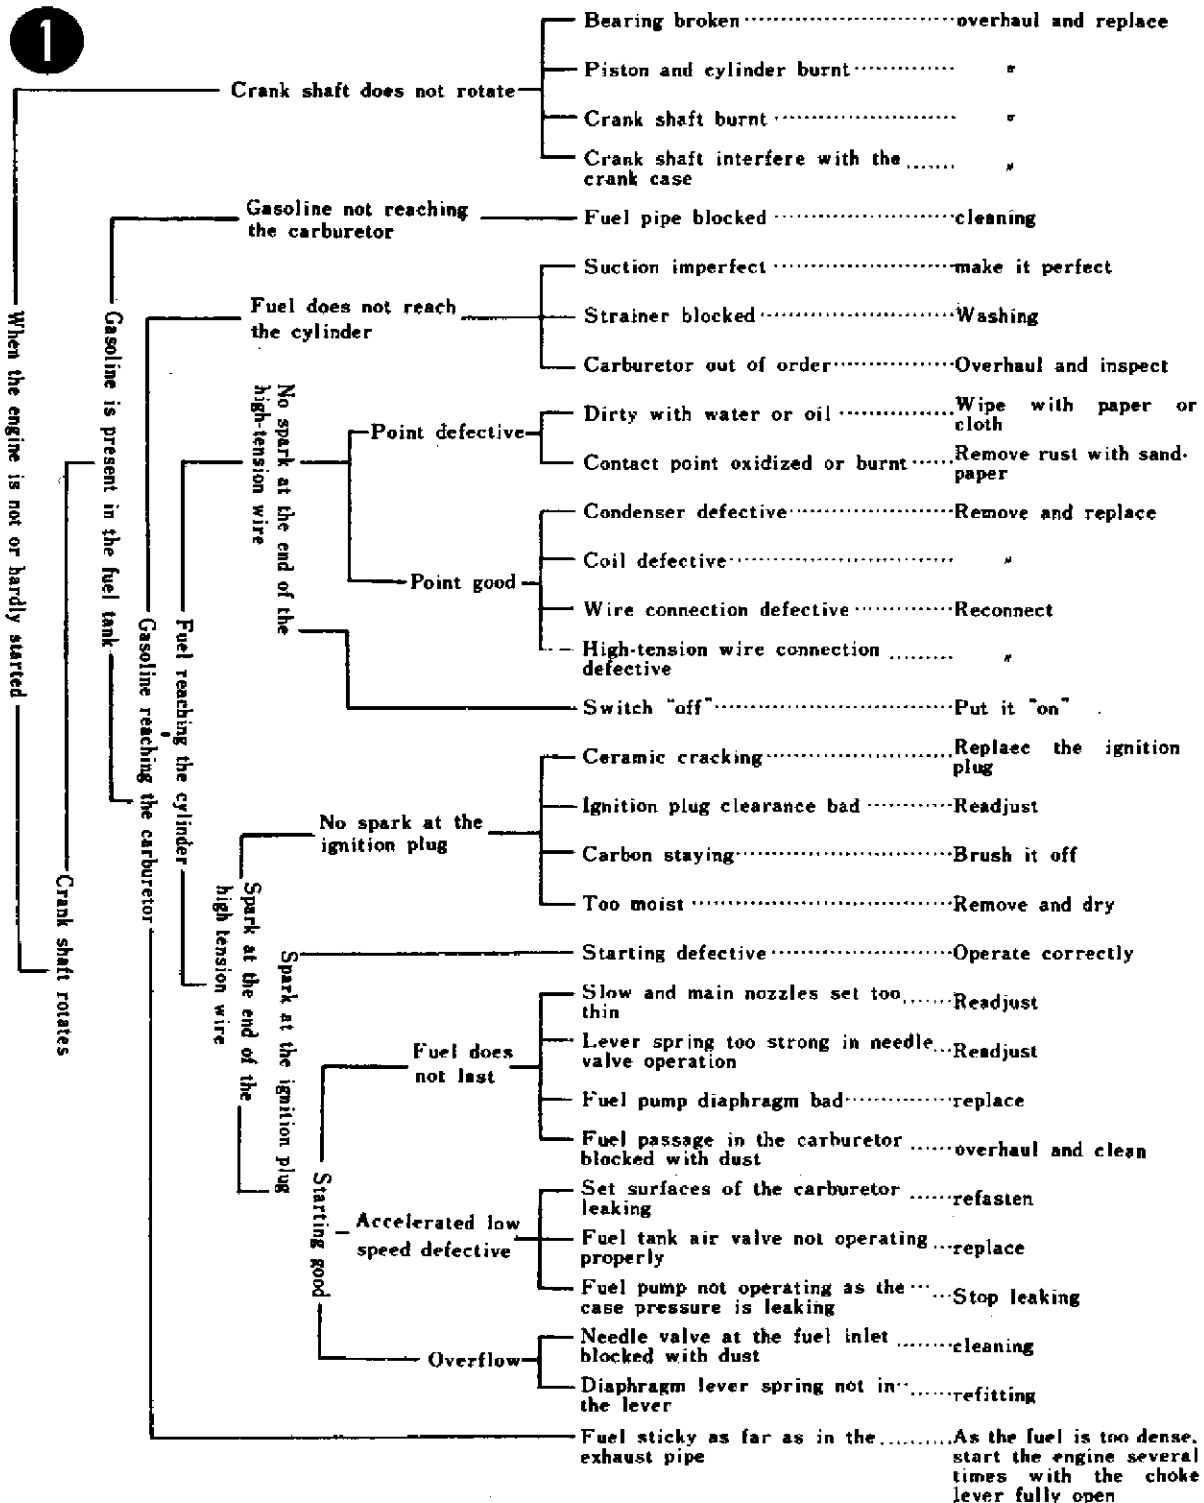 1
Bearing broken overhaul and replace
Piston and cylinder burnt 〃
Crank shaft does not rotate
Crank shaft burnt 〃
Crank shaft interfere with the
crank case 〃
Gasoline not reaching
the carburetor
Fuel pipe blocked cleaning
Suction imperfect make it perfect
Fuel does not reach
the cylinder
Strainer blocked Washing
Carburetor out of order Overhaul and inspect
No spark at the end of the
high-tension wire
Point defective
Dirty with water or oil Wipe with paper or
cloth
Contact point oxidized or burnt Remove rust with sand-
paper
Condenser defective Remove and replace
Coil defective 〃
Point good
Wire connection defective Reconnect
High-tension wire connection
defective 〃
Switch "off" Put it "on"
When the engine is not or hardly started
Gasoline is present in the fuel tank
Gasoline reaching the carburetor
Fuel reaching the cylinder
Crank shaft rotates
Ceramic cracking Replaec the ignition
plug
Ignition plug clearance bad Readjust
No spark at the
ignition plug
Carbon staying Brush it off
Too moist Remove and dry
Spark at the end of the
high tension wire
Spark at the ignition plug
Starting defective Operate correctly
Slow and main nozzles set too
thin Readjust
Fuel does
not last
Lever spring too strong in needle
valve operation Readjust
Fuel pump diaphragm bad replace
Fuel passage in the carburetor
blocked with dust overhaul and clean
Starting good
Accelerated low
speed defective
Set surfaces of the carburetor
leaking refasten
Fuel tank air valve not operating
properly replace
Fuel pump not operating as the
case pressure is leaking Stop leaking
Overflow
Needle valve at the fuel inlet
blocked with dust cleaning
Diaphragm lever spring not in
the lever refitting
Fuel sticky as far as in the
exhaust pipe
As the fuel is too dense,
start the engine several
times with the choke
lever fully open